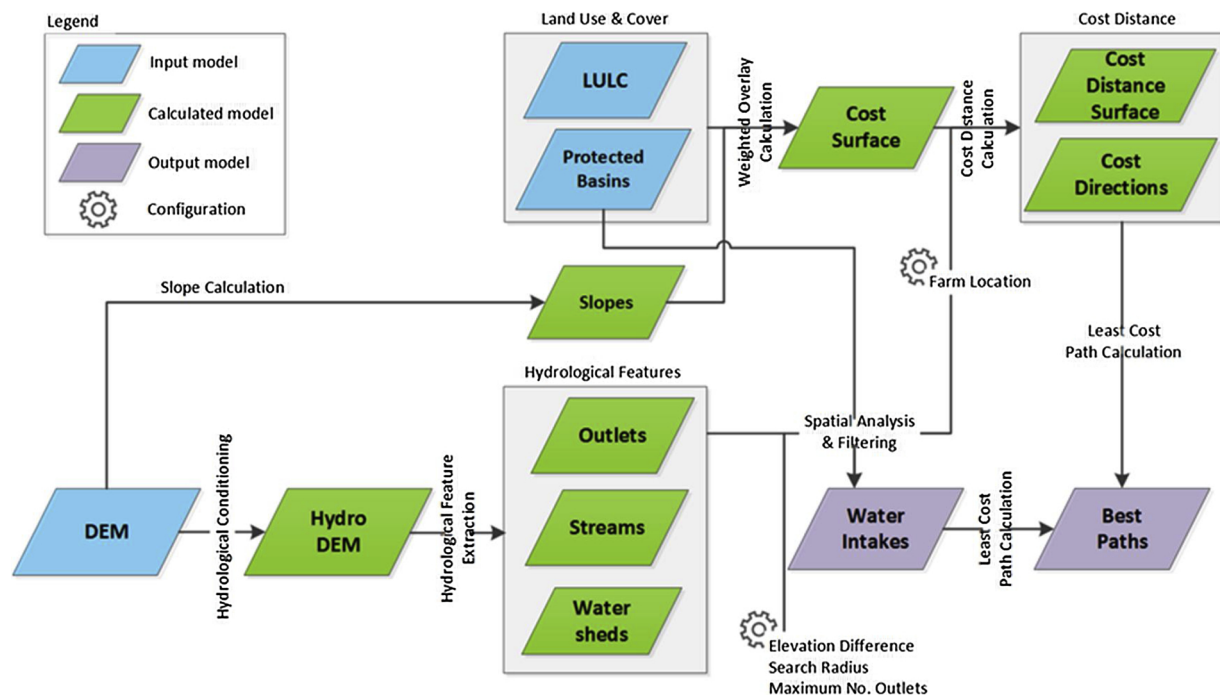 Legend
Input model
Calculated model
Output model
Configuration
Land Use & Cover
LULC
Protected
Basins
Weighted Overlay
Calculation
Cost
Surface
Cost Distance
Calculation
Cost Distance
Cost
Distance
Surface
Cost
Directions
Farm Location
Slope Calculation
Slopes
Least Cost
Path Calculation
Hydrological Features
Outlets
Streams
Water
sheds
Spatial Analysis
& Filtering
DEM
Hydrological Conditioning
Hydro
DEM
Hydrological Feature
Extraction
Water
Intakes
Least Cost
Path Calculation
Best
Paths
Elevation Difference
Search Radius
Maximum No. Outlets